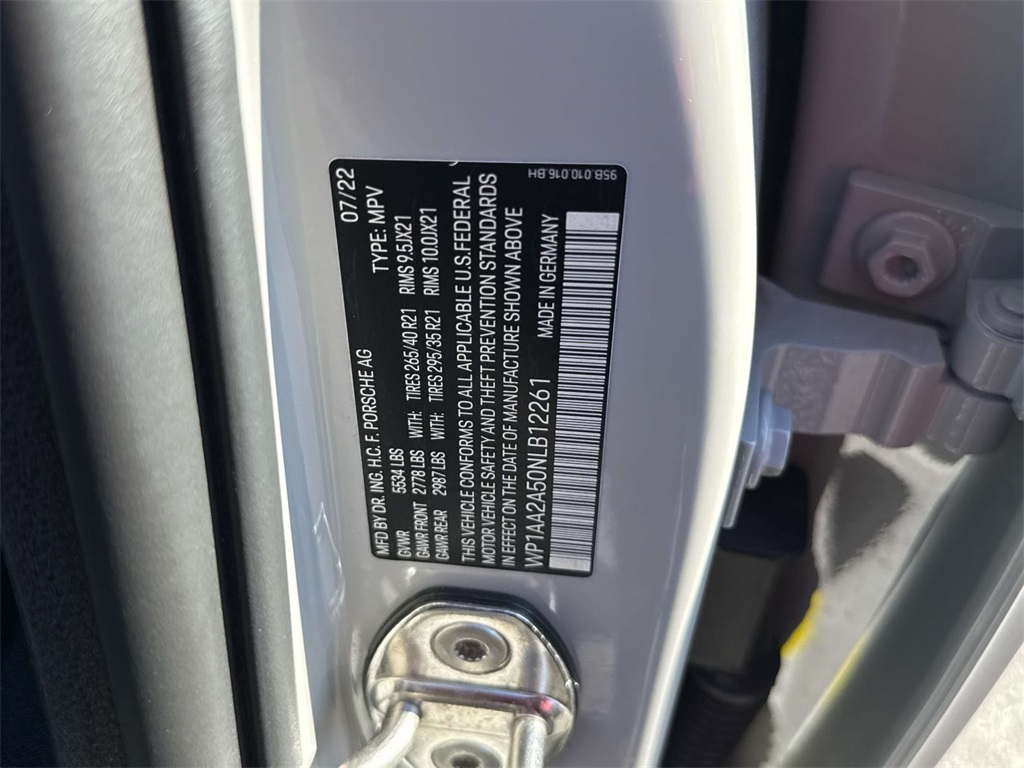 MFD BY DR. ING. H.C. F. PORSCHE AG 07/22
GVWR 5534 LBS TYPE: MPV
GAWR FRONT 2778 LBS WITH: TIRES 265/40 R21 RIMS 9.5JX21
GAWR REAR 2987 LBS WITH: TIRES 295/35 R21 RIMS 10.0JX21
THIS VEHICLE CONFORMS TO ALL APPLICABLE U.S. FEDERAL
MOTOR VEHICLE SAFETY AND THEFT PREVENTION STANDARDS
IN EFFECT ON THE DATE OF MANUFACTURE SHOWN ABOVE
WP1AA2A50NLB12261 MADE IN GERMANY
95B.010.016.BH